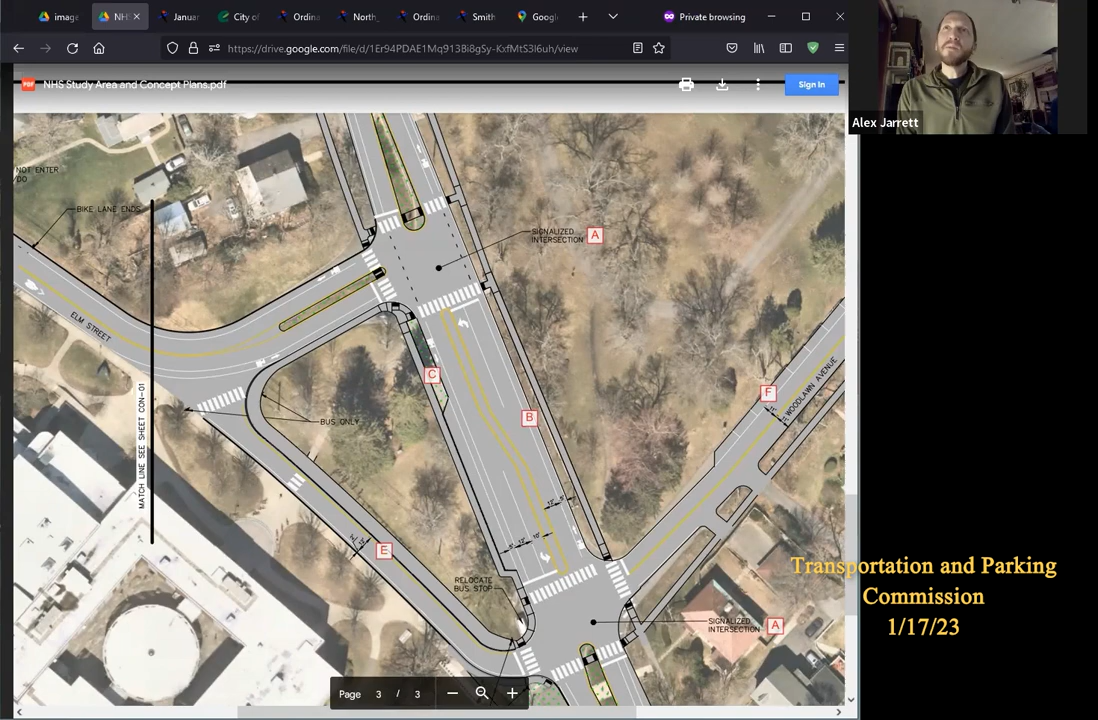 image
NHS
Januar
City of
Ordina
North_
Ordina
Smith
Googl
Private browsing
https://drive.google.com/file/d/1Er94PDAE1Mq913Bi8gSy-KxfMtS3l6uh/view
PDF
NHS Study Area and Concept Plans.pdf
Sign In
Alex Jarrett
NOT ENTER
BIKE LANE ENDS
SIGNALIZED
INTERSECTION
A
ELM STREET
MATCH LINE SEE SHEET CON-01
C
B
F
WOODLAWN AVENUE
BUS ONLY
E
RELOCATE
BUS STOP
SIGNALIZED
INTERSECTION
A
Page 3 / 3
Transportation and Parking
Commission
1/17/23